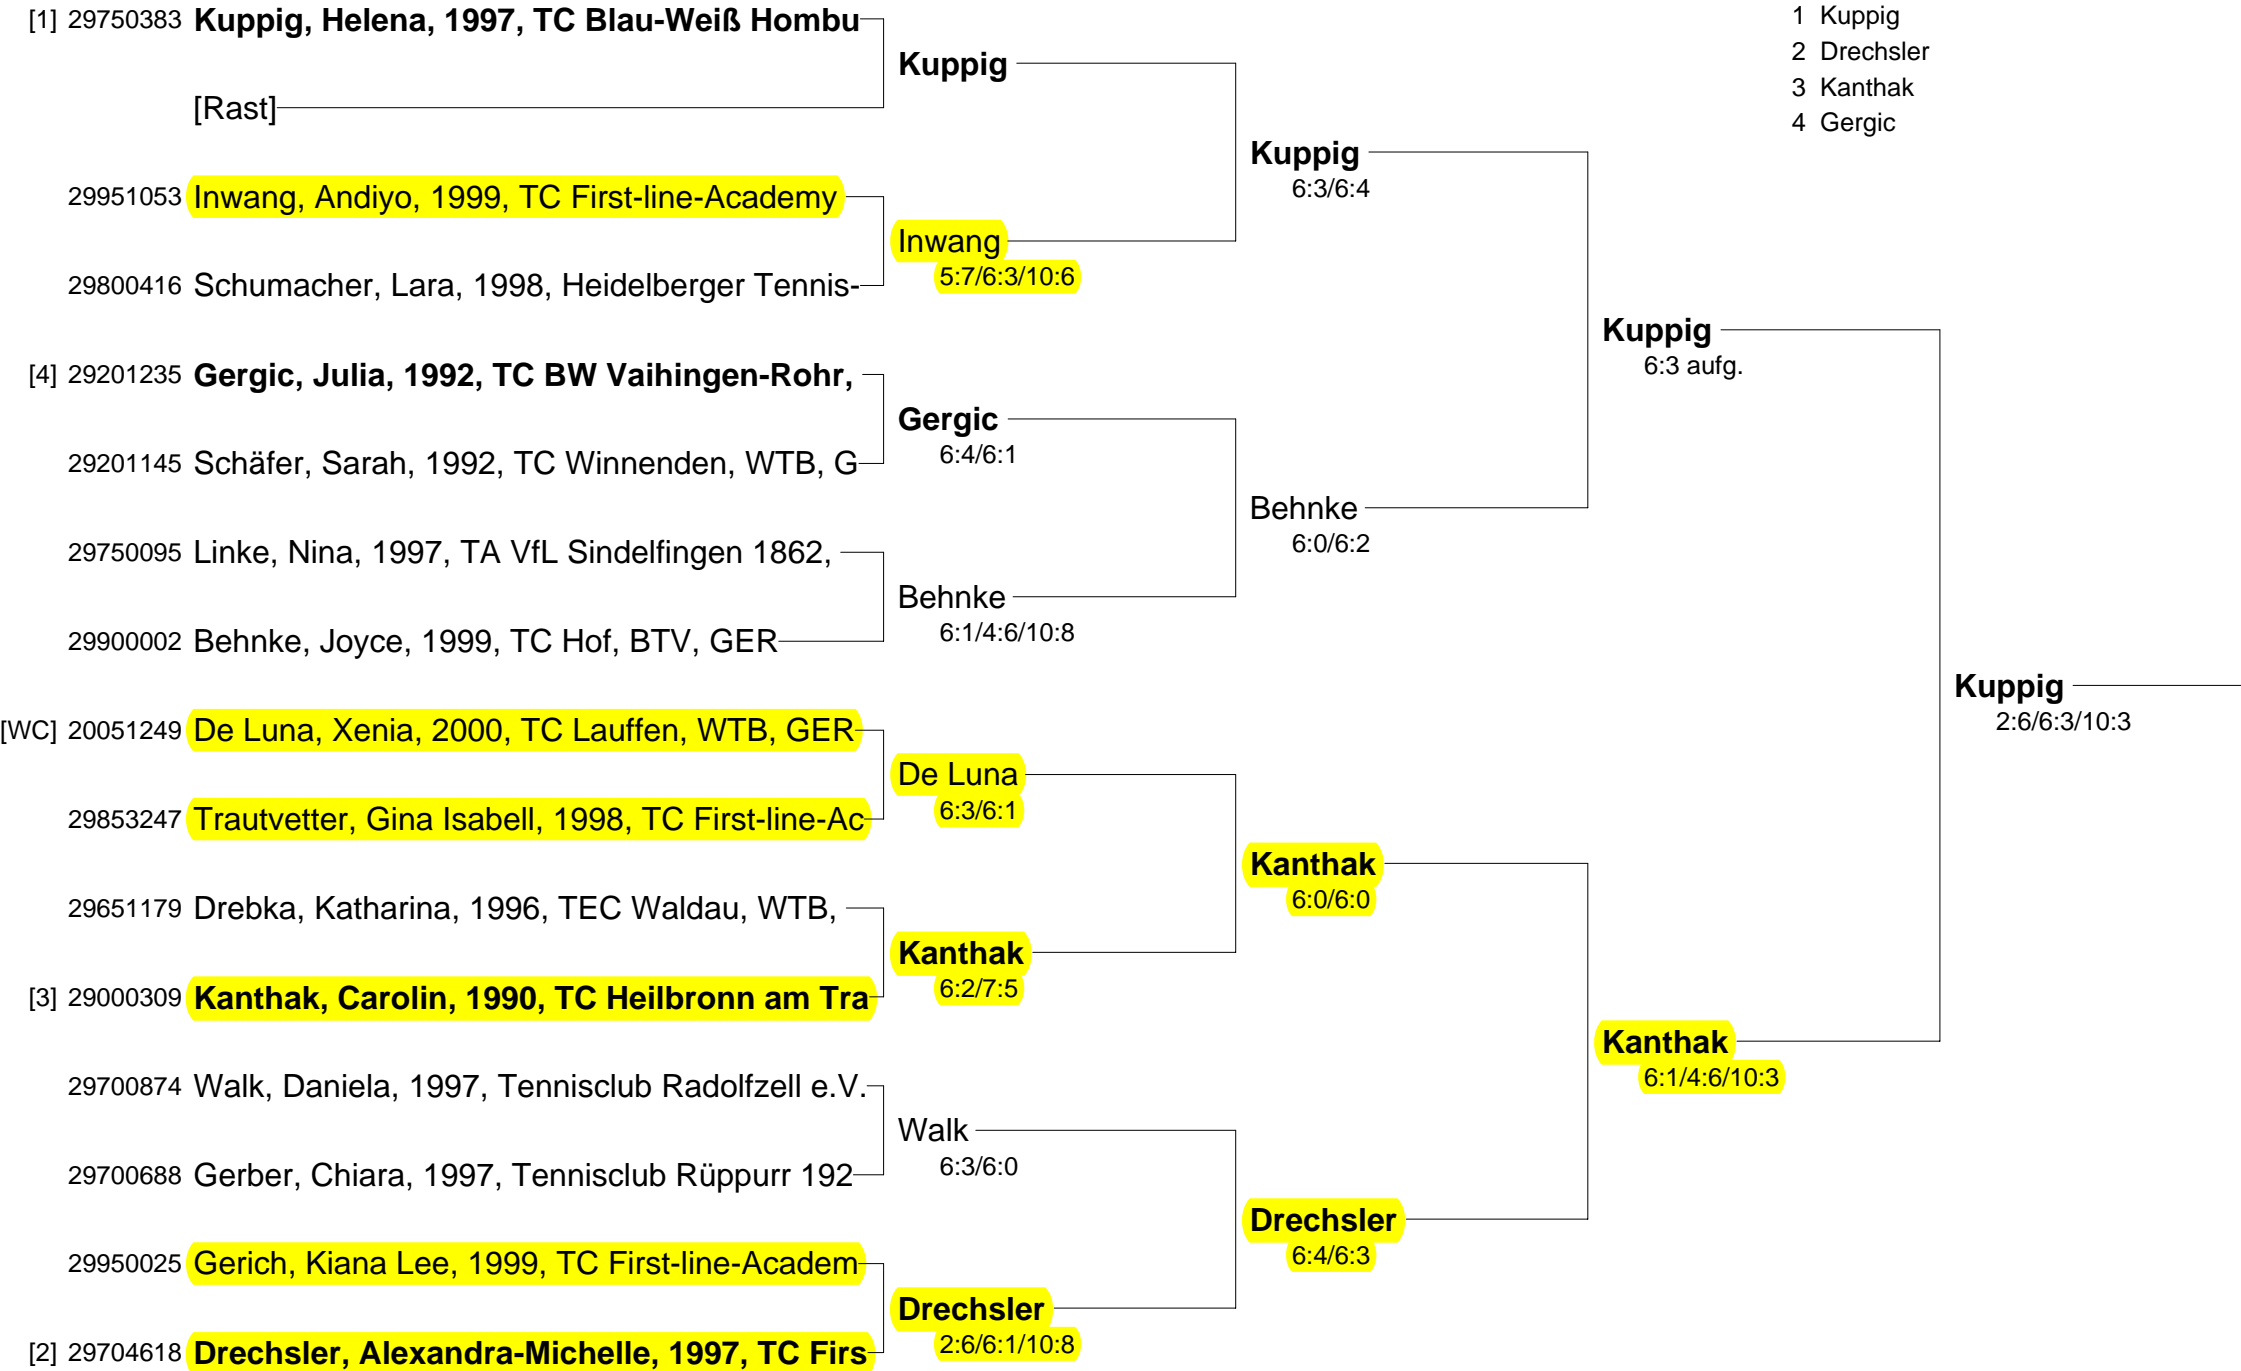 [1] 29750383 Kuppig, Helena, 1997, TC Blau-Weiß Hombu
1 Kuppig
2 Drechsler
Kuppig
3 Kanthak
[Rast]
4 Gergic
Kuppig
6:3/6:4
29951053 Inwang, Andiyo, 1999, TC First-line-Academy
Inwang
5:7/6:3/10:6
29800416 Schumacher, Lara, 1998, Heidelberger Tennis-
Kuppig
6:3 aufg.
[4] 29201235 Gergic, Julia, 1992, TC BW Vaihingen-Rohr,
Gergic
6:4/6:1
29201145 Schäfer, Sarah, 1992, TC Winnenden, WTB, G
Behnke
6:0/6:2
29750095 Linke, Nina, 1997, TA VfL Sindelfingen 1862,
Behnke
6:1/4:6/10:8
29900002 Behnke, Joyce, 1999, TC Hof, BTV, GER
Kuppig
2:6/6:3/10:3
[WC] 20051249 De Luna, Xenia, 2000, TC Lauffen, WTB, GER
De Luna
6:3/6:1
29853247 Trautvetter, Gina Isabell, 1998, TC First-line-Ac
Kanthak
6:0/6:0
29651179 Drebka, Katharina, 1996, TEC Waldau, WTB,
Kanthak
6:2/7:5
[3] 29000309 Kanthak, Carolin, 1990, TC Heilbronn am Tra
Kanthak
6:1/4:6/10:3
29700874 Walk, Daniela, 1997, Tennisclub Radolfzell e.V.
Walk
6:3/6:0
29700688 Gerber, Chiara, 1997, Tennisclub Rüppurr 192
Drechsler
6:4/6:3
29950025 Gerich, Kiana Lee, 1999, TC First-line-Academ
Drechsler
2:6/6:1/10:8
[2] 29704618 Drechsler, Alexandra-Michelle, 1997, TC Firs